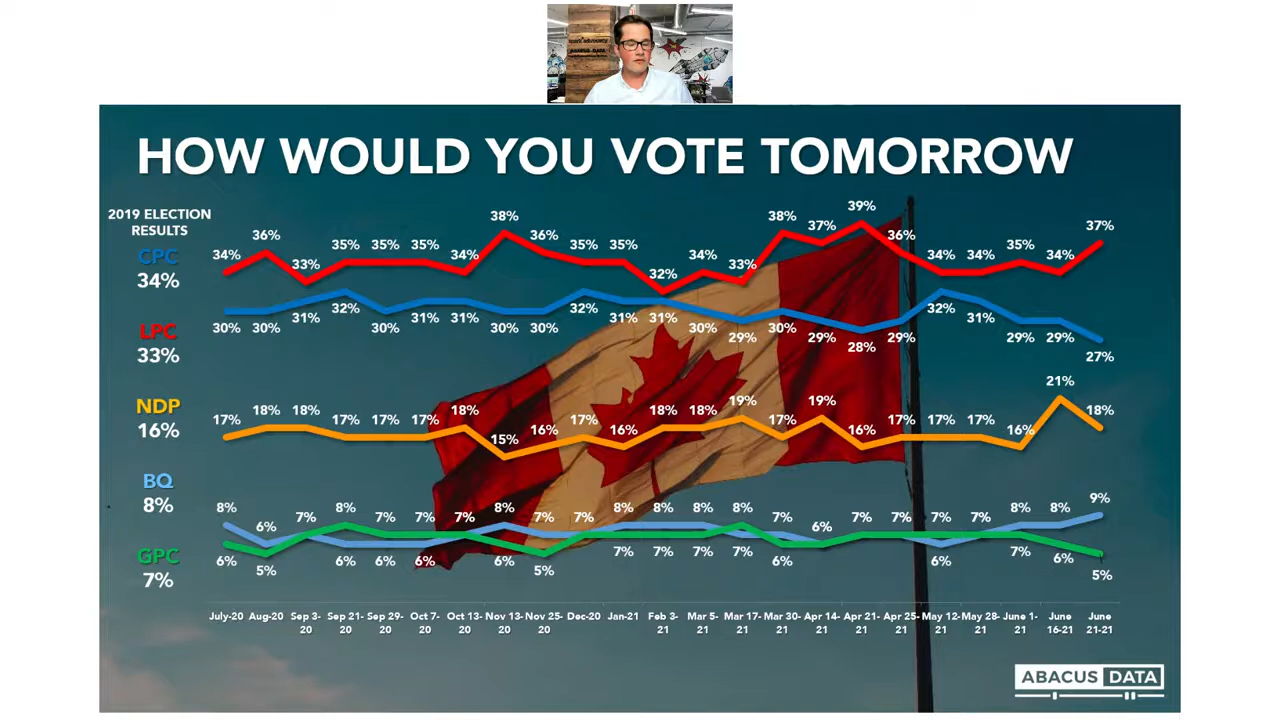 HOW WOULD YOU VOTE TOMORROW
2019 ELECTION
RESULTS
CPC
34%
LPC
33%
NDP
16%
BQ
8%
GPC
7%
34% 36% 33% 35% 35% 35% 34% 38% 36% 35% 35% 32% 34% 33% 38% 37% 39% 36% 34% 34% 35% 34% 37%
30% 30% 31% 32% 30% 31% 31% 30% 30% 32% 31% 31% 30% 29% 30% 29% 28% 29% 32% 31% 29% 29% 27%
17% 18% 18% 17% 17% 17% 18% 15% 16% 17% 16% 18% 18% 19% 17% 19% 16% 17% 17% 17% 16% 21% 18%
8% 6% 7% 8% 7% 7% 7% 8% 7% 7% 8% 8% 8% 8% 7% 6% 7% 7% 7% 7% 8% 8% 9%
6% 5% 6% 6% 6% 6% 5% 7% 7% 7% 7% 6% 6% 7% 6% 5%
July-20 Aug-20 Sep 3- Sep 21- Sep 29- Oct 7- Oct 13- Nov 13- Nov 25- Dec-20 Jan-21 Feb 3- Mar 5- Mar 17- Mar 30- Apr 14- Apr 21- Apr 25- May 12- May 28- June 1- June June
20 20 20 20 20 20 20 21 21 21 21 21 21 21 21 21 21 16-21 21-21
ABACUS DATA